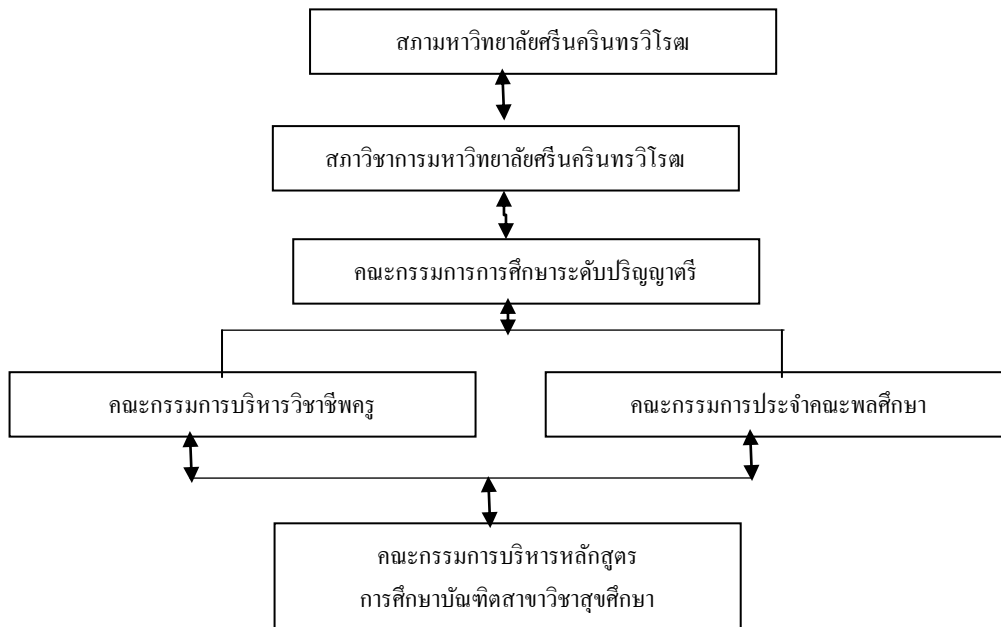 สภามหาวิทยาลัยศรีนครินทรวิโรฒ
สภาวิชาการมหาวิทยาลัยศรีนครินทรวิโรฒ
คณะกรรมการการศึกษาระดับปริญญาตรี
คณะกรรมการบริหารวิชาชีพครู
คณะกรรมการประจำคณะพลศึกษา
คณะกรรมการบริหารหลักสูตร
การศึกษาบัณฑิตสาขาวิชาสุขศึกษา